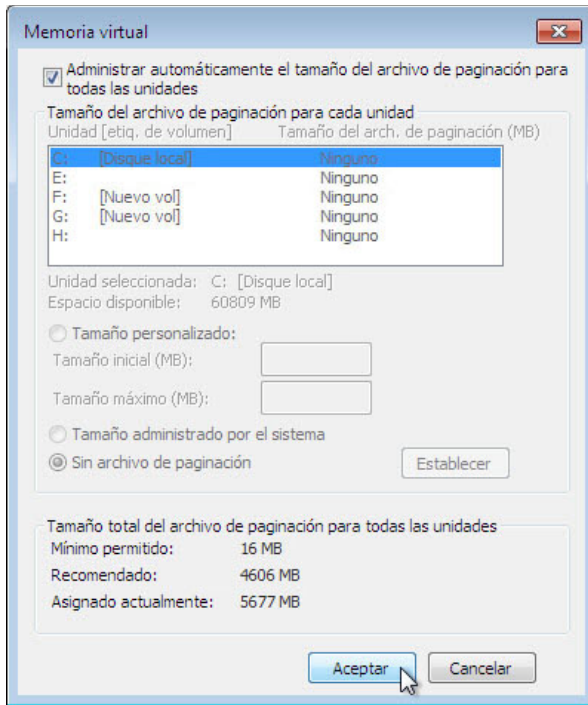 Memoria virtual
Administrar automáticamente el tamaño del archivo de paginación para
todas las unidades
Tamaño del archivo de paginación para cada unidad
Unidad [etiq. de volumen] Tamaño del arch. de paginación (MB)
C: [Disque local] Ninguno
E: Ninguno
F: [Nuevo vol] Ninguno
G: [Nuevo vol] Ninguno
H: Ninguno
Unidad seleccionada: C: [Disque local]
Espacio disponible: 60809 MB
Tamaño personalizado:
Tamaño inicial (MB):
Tamaño máximo (MB):
Tamaño administrado por el sistema
Sin archivo de paginación Establecer
Tamaño total del archivo de paginación para todas las unidades
Mínimo permitido: 16 MB
Recomendado: 4606 MB
Asignado actualmente: 5677 MB
Aceptar Cancelar